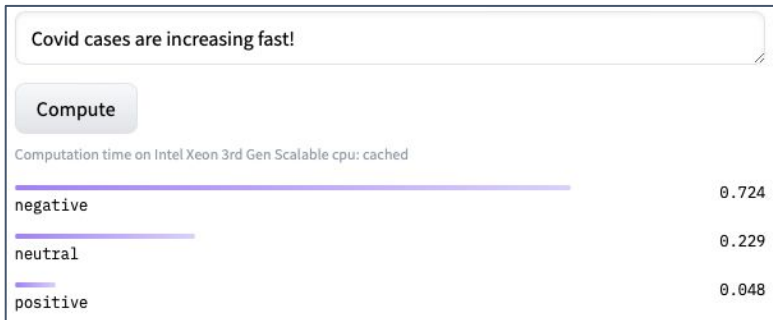 Covid cases are increasing fast!
Compute
Computation time on Intel Xeon 3rd Gen Scalable cpu: cached
0.724
negative
0.229
neutral
0.048
positive